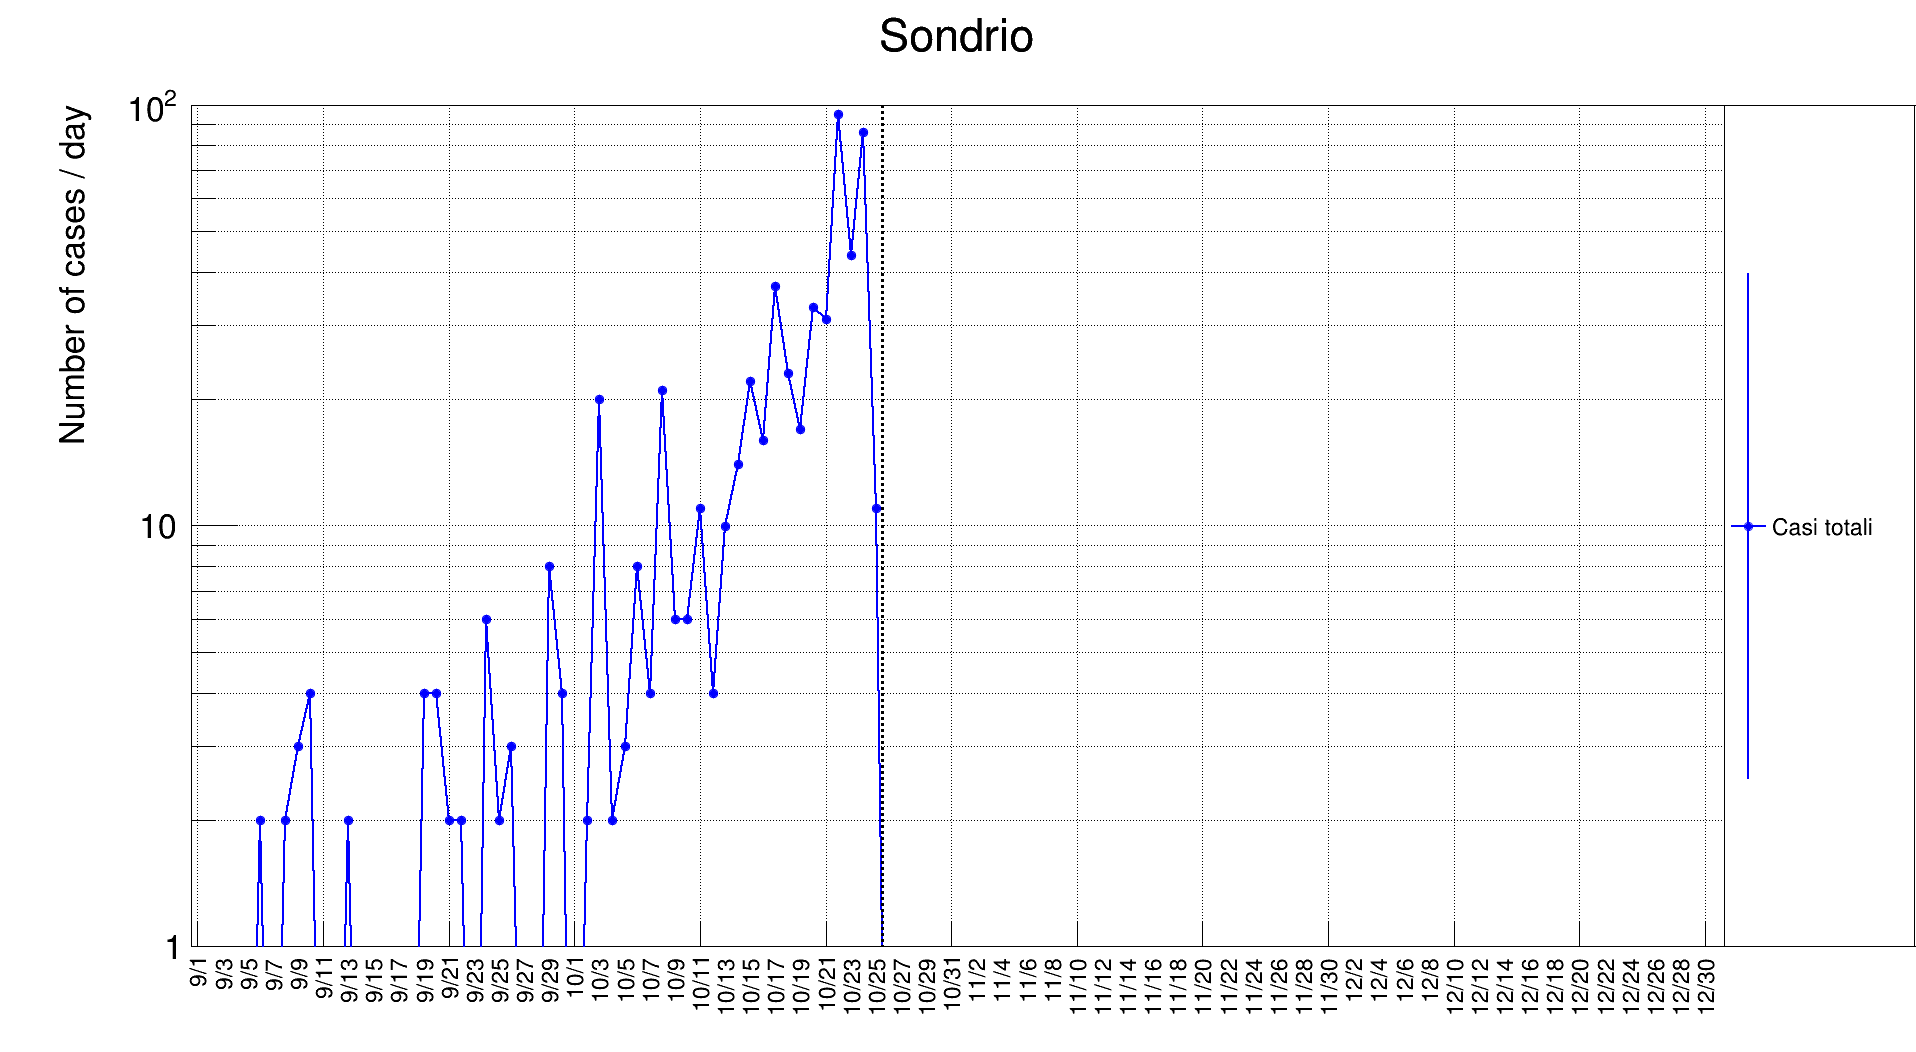 Sondrio
Number of cases / day
10²
10
1
9/1 9/3 9/5 9/7 9/9 9/11 9/13 9/15 9/17 9/19 9/21 9/23 9/25 9/27 9/29 10/1 10/3 10/5 10/7 10/9 10/11 10/13 10/15 10/17 10/19 10/21 10/23 10/25 10/27 10/29 10/31 11/2 11/4 11/6 11/8 11/10 11/12 11/14 11/16 11/18 11/20 11/22 11/24 11/26 11/28 11/30 12/2 12/4 12/6 12/8 12/10 12/12 12/14 12/16 12/18 12/20 12/22 12/24 12/26 12/28 12/30
Casi totali